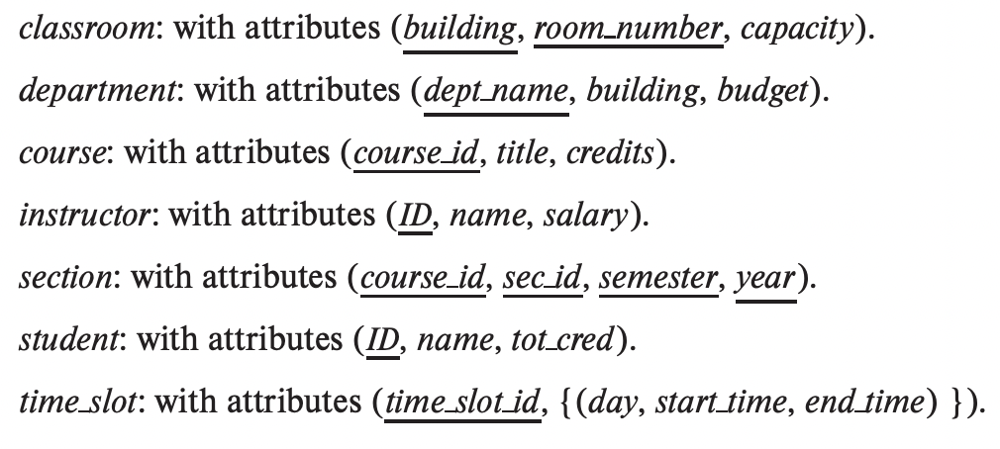 classroom: with attributes (building, room_number, capacity).
department: with attributes (dept_name, building, budget).
course: with attributes (course_id, title, credits).
instructor: with attributes (ID, name, salary).
section: with attributes (course_id, sec_id, semester, year).
student: with attributes (ID, name, tot_cred).
time_slot: with attributes (time_slot_id, {(day, start_time, end_time) }).